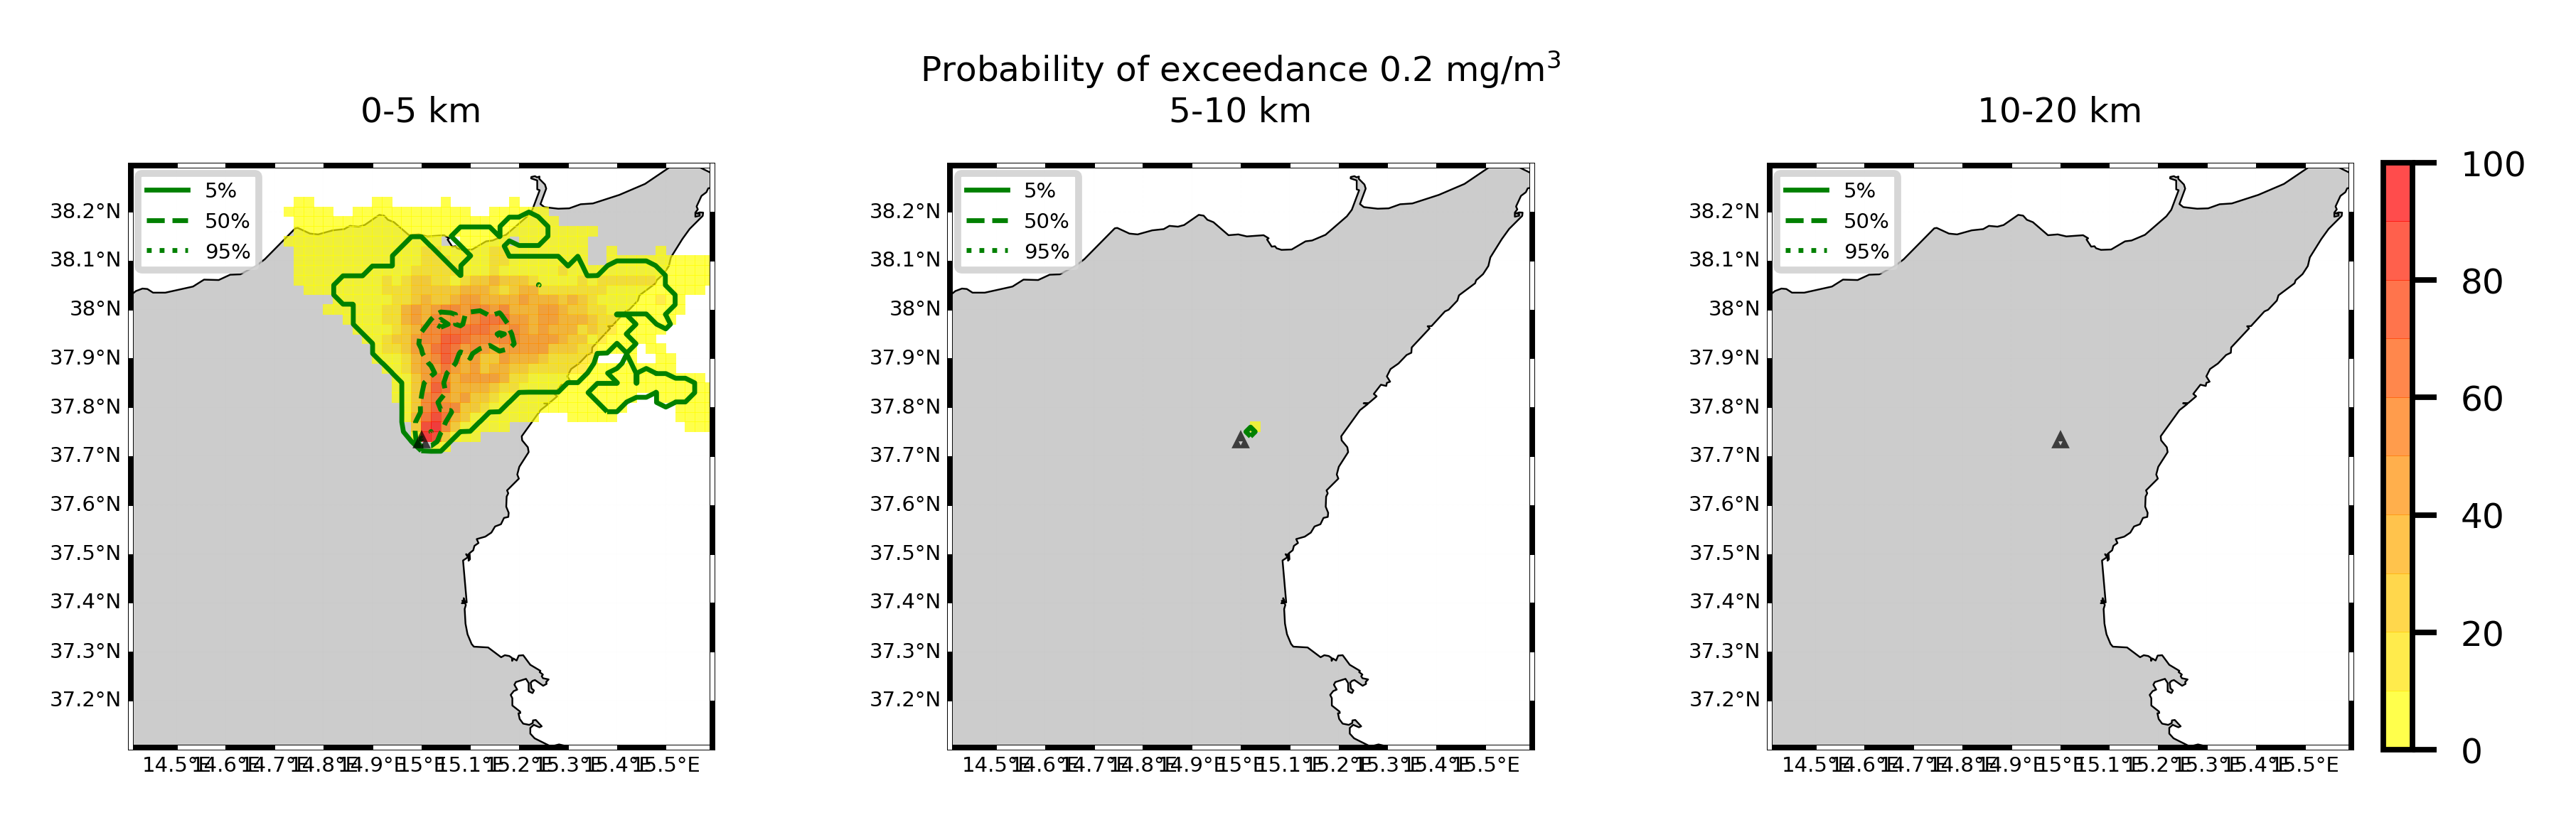 Probability of exceedance 0.2 mg/m³
0-5 km
5-10 km
10-20 km
5%
50%
95%
38.2°N
38.1°N
38°N
37.9°N
37.8°N
37.7°N
37.6°N
37.5°N
37.4°N
37.3°N
37.2°N
14.5°E 14.6°E 14.7°E 14.8°E 14.9°E 15°E 15.1°E 15.2°E 15.3°E 15.4°E 15.5°E
5%
50%
95%
38.2°N
38.1°N
38°N
37.9°N
37.8°N
37.7°N
37.6°N
37.5°N
37.4°N
37.3°N
37.2°N
14.5°E 14.6°E 14.7°E 14.8°E 14.9°E 15°E 15.1°E 15.2°E 15.3°E 15.4°E 15.5°E
5%
50%
95%
38.2°N
38.1°N
38°N
37.9°N
37.8°N
37.7°N
37.6°N
37.5°N
37.4°N
37.3°N
37.2°N
14.5°E 14.6°E 14.7°E 14.8°E 14.9°E 15°E 15.1°E 15.2°E 15.3°E 15.4°E 15.5°E
100
80
60
40
20
0